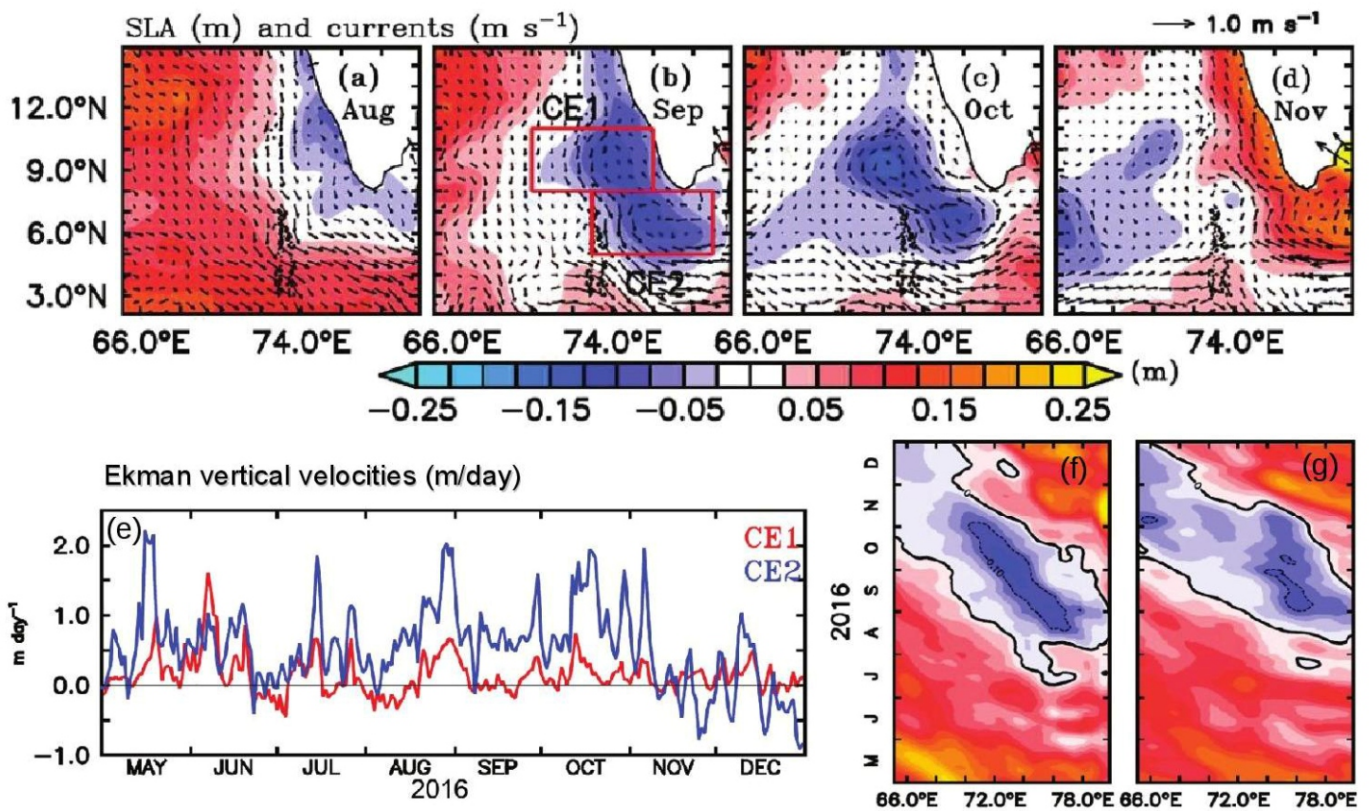 SLA (m) and currents (m s⁻¹)
1.0 m s⁻¹
(a)
Aug
(b)
Sep
CE1
CE2
(c)
Oct
(d)
Nov
12.0°N
9.0°N
6.0°N
3.0°N
66.0°E 74.0°E 66.0°E 74.0°E 66.0°E 74.0°E 66.0°E 74.0°E
(m)
−0.25 −0.15 −0.05 0.05 0.15 0.25
Ekman vertical velocities (m/day)
(e)
CE1
CE2
m day⁻¹
2.0
1.0
0.0
−1.0
MAY JUN JUL AUG SEP OCT NOV DEC
2016
(f)
(g)
2016
D
N
O
S
A
J
J
M
66.0°E 72.0°E 78.0°E 66.0°E 72.0°E 78.0°E